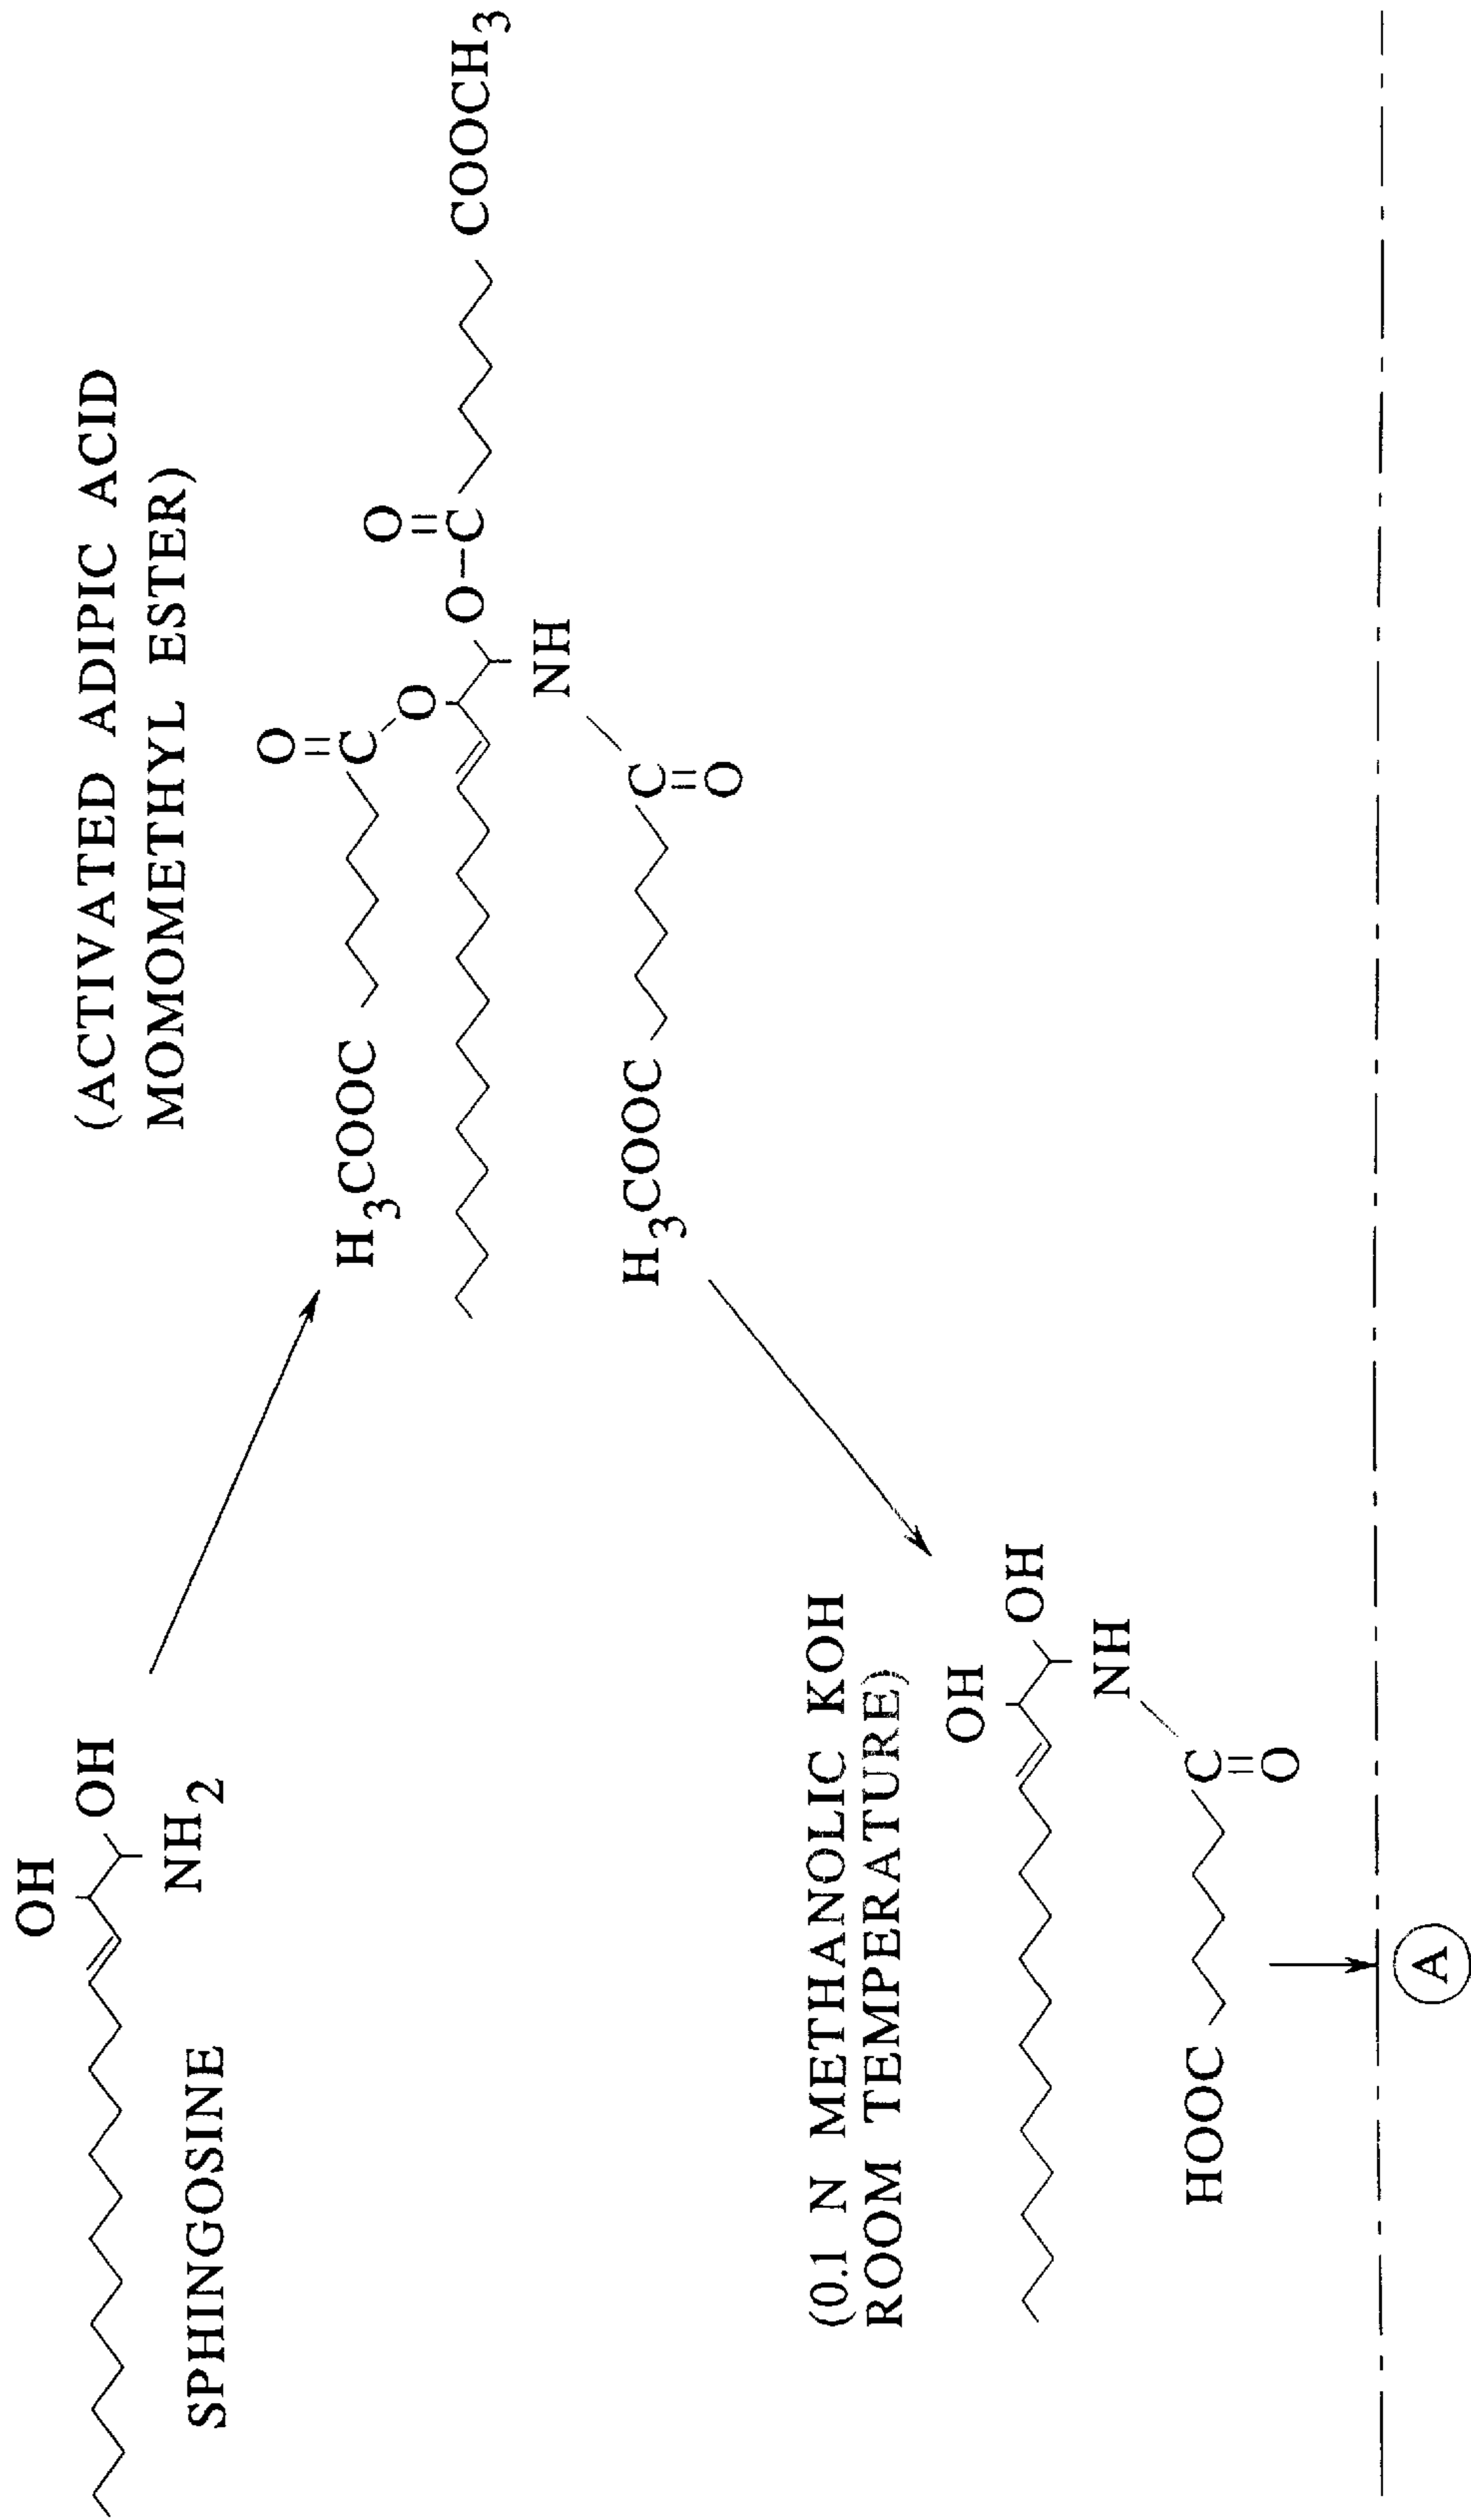 OH
OH
NH2
SPHINGOSINE
(ACTIVATED ADIPIC ACID
MOMOMETHYL ESTER)
O
C
O
H3COOC
O
O-C
COOCH3
NH
C
O
H3COOC
(0.1 N METHANOLIC KOH
ROOM TEMPERATURE)
OH
OH
NH
C
O
HOOC
A